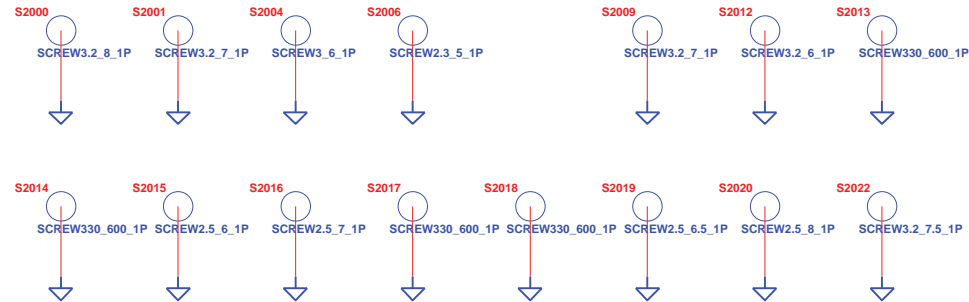 S2000 S2001 S2004 S2006 S2009 S2012 S2013
SCREW3.2_8_1P SCREW3.2_7_1P SCREW3_6_1P SCREW2.3_5_1P SCREW3.2_7_1P SCREW3.2_6_1P SCREW330_600_1P
S2014 S2015 S2016 S2017 S2018 S2019 S2020 S2022
SCREW330_600_1P SCREW2.5_6_1P SCREW2.5_7_1P SCREW330_600_1P SCREW330_600_1P SCREW2.5_6.5_1P SCREW2.5_8_1P SCREW3.2_7.5_1P